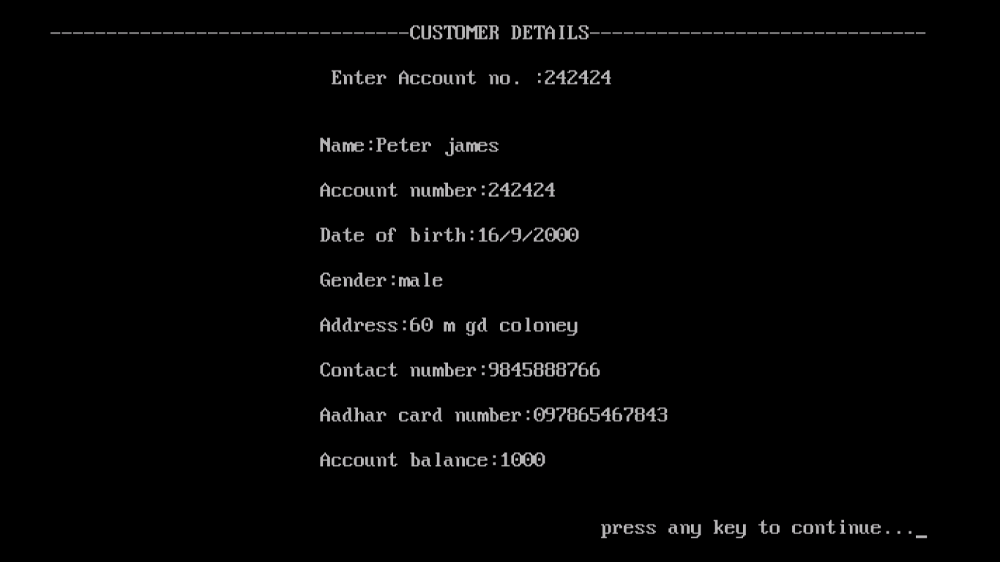 --------------------------------CUSTOMER DETAILS------------------------------
Enter Account no. :242424
Name:Peter james
Account number:242424
Date of birth:16/9/2000
Gender:male
Address:60 m gd coloney
Contact number:9845888766
Aadhar card number:097865467843
Account balance:1000
press any key to continue..._